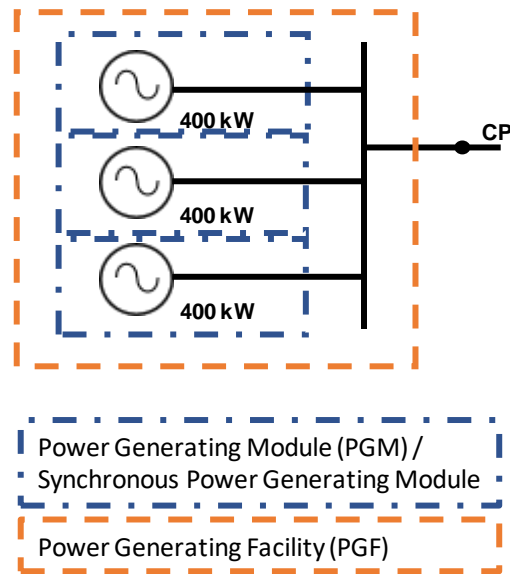 400 kW
CP
400 kW
400 kW
Power Generating Module (PGM) /
Synchronous Power Generating Module
Power Generating Facility (PGF)